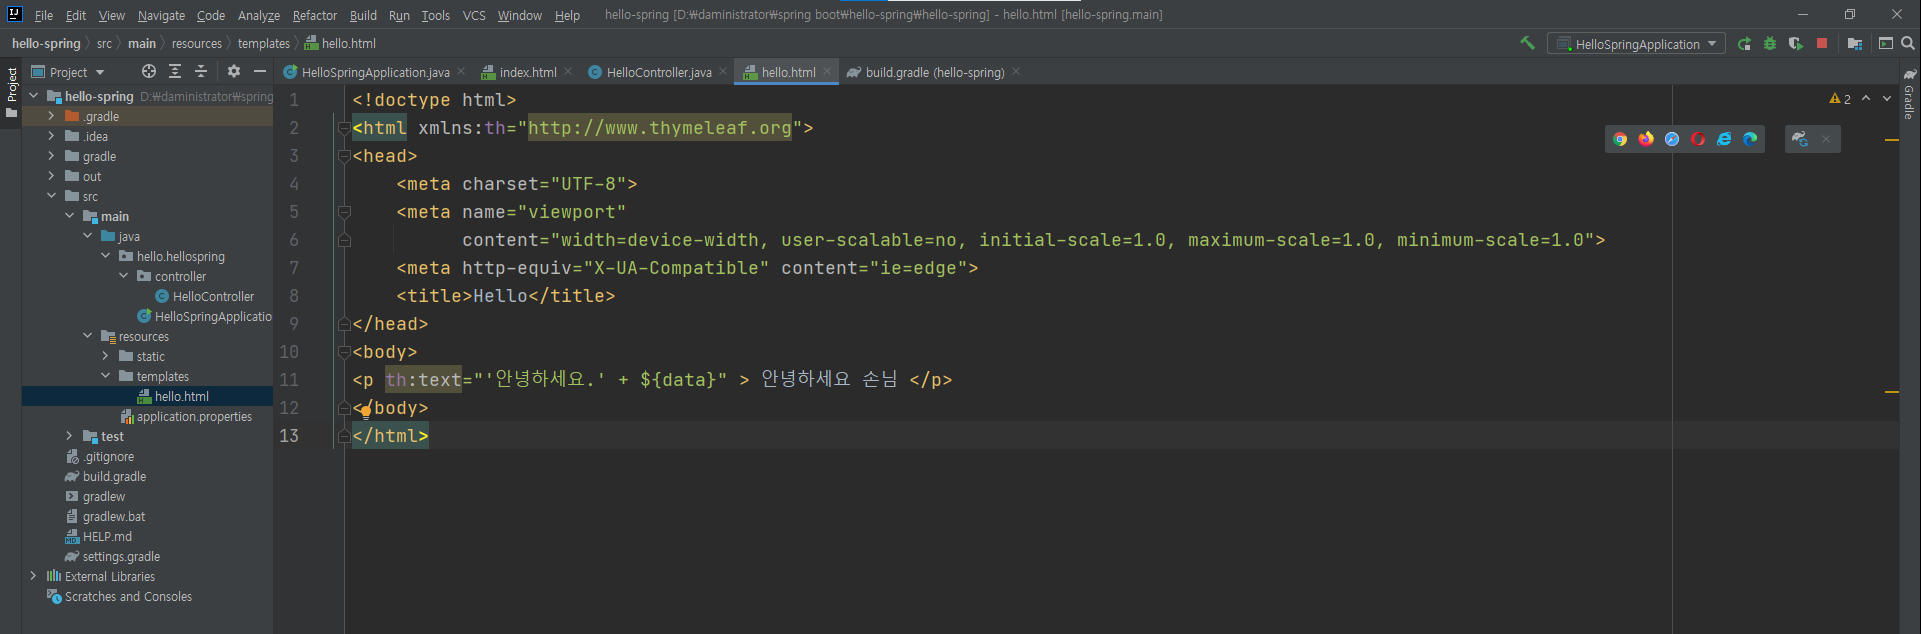 File Edit View Navigate Code Analyze Refactor Build Run Tools VCS Window Help hello-spring [D:₩daministrator₩spring boot₩hello-spring₩hello-spring] - hello.html [hello-spring.main]
hello-spring src main resources templates hello.html HelloSpringApplication
Project HelloSpringApplication.java index.html HelloController.java hello.html build.gradle (hello-spring)
Project
Gradle
hello-spring D:₩daministrator₩spring
.gradle
.idea
gradle
out
src
main
java
hello.hellospring
controller
HelloController
HelloSpringApplicatio
resources
static
templates
hello.html
application.properties
test
.gitignore
build.gradle
gradlew
gradlew.bat
HELP.md
settings.gradle
External Libraries
Scratches and Consoles
2
1 <!doctype html>
2 <html xmlns:th="http://www.thymeleaf.org">
3 <head>
4 <meta charset="UTF-8">
5 <meta name="viewport"
6 content="width=device-width, user-scalable=no, initial-scale=1.0, maximum-scale=1.0, minimum-scale=1.0">
7 <meta http-equiv="X-UA-Compatible" content="ie=edge">
8 <title>Hello</title>
9 </head>
10 <body>
11 <p th:text="'안녕하세요.' + ${data}" > 안녕하세요 손님 </p>
12 </body>
13 </html>